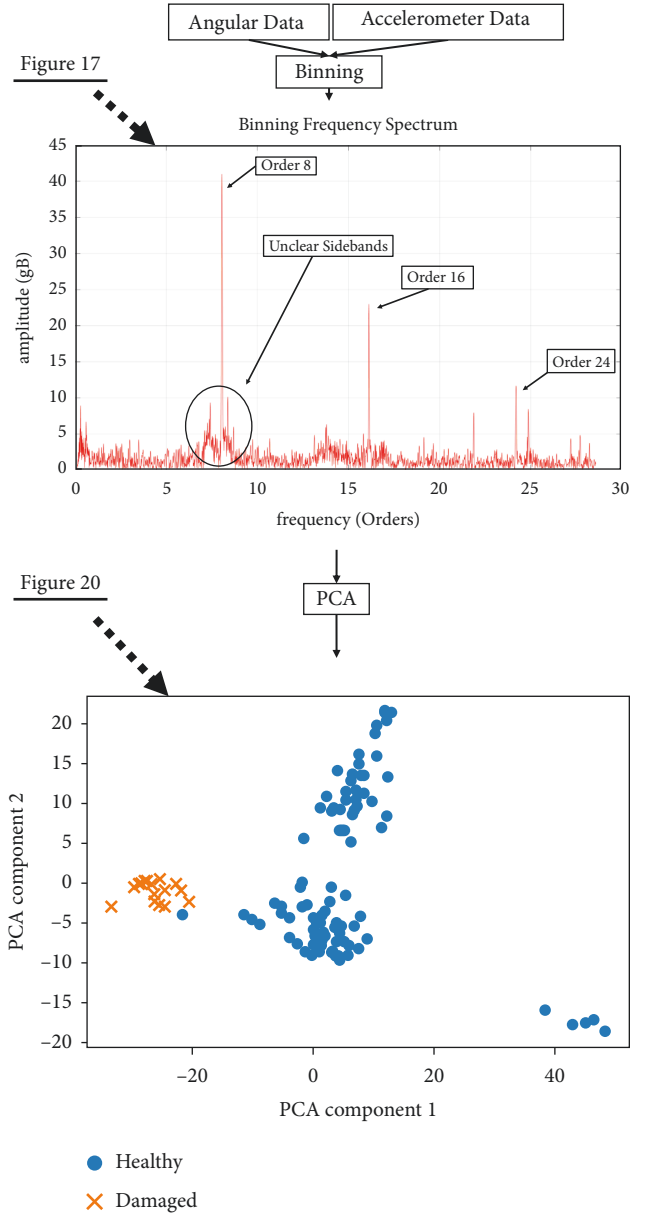 Angular Data
Accelerometer Data
Figure 17
Binning
Binning Frequency Spectrum
45
40
35
30
25
20
15
10
5
0
amplitude (gB)
Order 8
Unclear Sidebands
Order 16
Order 24
0 5 10 15 20 25 30
frequency (Orders)
Figure 20
PCA
20
15
10
5
0
−5
−10
−15
−20
PCA component 2
−20 0 20 40
PCA component 1
Healthy
Damaged